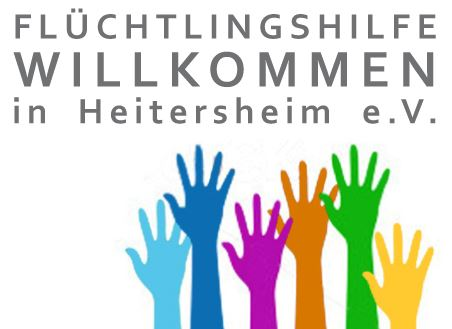 FLÜCHTLINGSHILFE
WILLKOMMEN
in Heitersheim e.V.